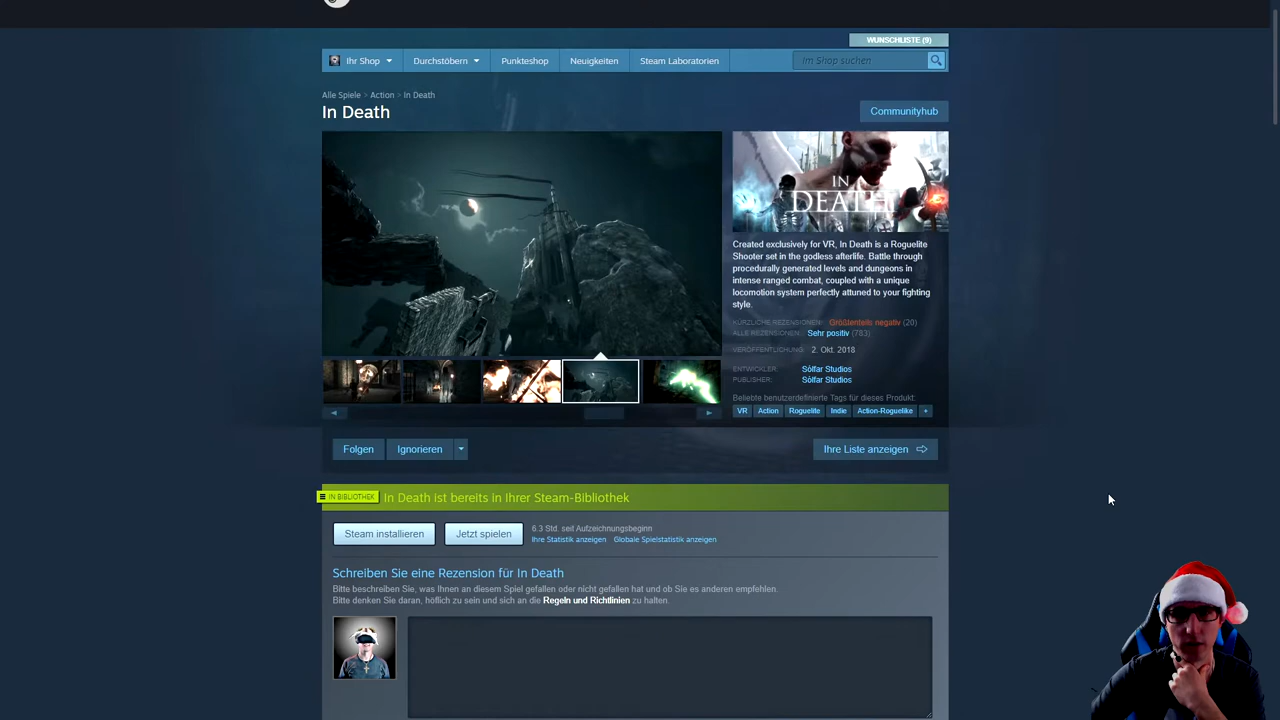 WUNSCHLISTE (9)
Ihr Shop
Durchstöbern
Punkteshop
Neuigkeiten
Steam Laboratorien
Im Shop suchen
Alle Spiele > Action > In Death
In Death
Communityhub
IN
DEATH
Created exclusively for VR, In Death is a Roguelite
Shooter set in the godless afterlife. Battle through
procedurally generated levels and dungeons in
intense ranged combat, coupled with a unique
locomotion system perfectly attuned to your fighting
style.
KÜRZLICHE REZENSIONEN: Größtenteils negativ (20)
ALLE REZENSIONEN: Sehr positiv (763)
VERÖFFENTLICHUNG: 2. Okt. 2018
ENTWICKLER: Sólfar Studios
PUBLISHER: Sólfar Studios
Beliebte benutzerdefinierte Tags für dieses Produkt:
VR Action Roguelite Indie Action-Roguelike +
Folgen
Ignorieren
Ihre Liste anzeigen
IN BIBLIOTHEK
In Death ist bereits in Ihrer Steam-Bibliothek
Steam installieren
Jetzt spielen
6.3 Std. seit Aufzeichnungsbeginn
Ihre Statistik anzeigen Globale Spielstatistik anzeigen
Schreiben Sie eine Rezension für In Death
Bitte beschreiben Sie, was Ihnen an diesem Spiel gefallen oder nicht gefallen hat und ob Sie es anderen empfehlen.
Bitte denken Sie daran, höflich zu sein und sich an die Regeln und Richtlinien zu halten.